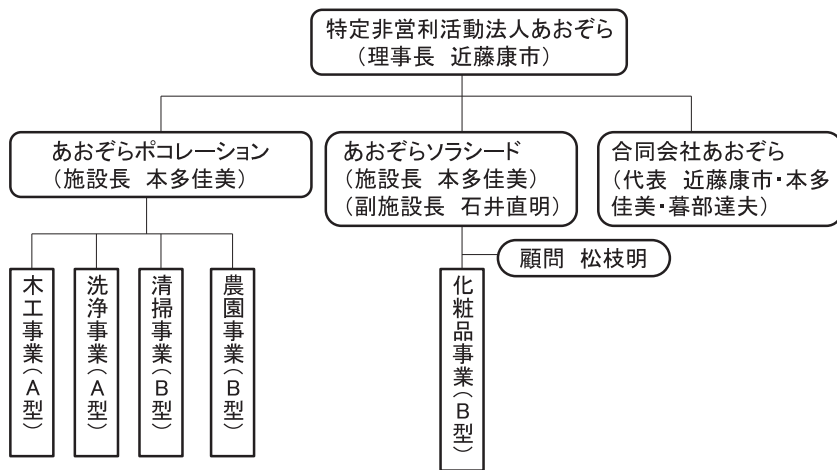 特定非営利活動法人あおぞら
(理事長 近藤康市)
あおぞらポコレーション
(施設長 本多佳美)
あおぞらソラシード
(施設長 本多佳美)
(副施設長 石井直明)
合同会社あおぞら
(代表 近藤康市・本多
佳美・暮部達夫)
顧問 松枝明
木工事業(A型)
洗浄事業(A型)
清掃事業(B型)
農園事業(B型)
化粧品事業(B型)